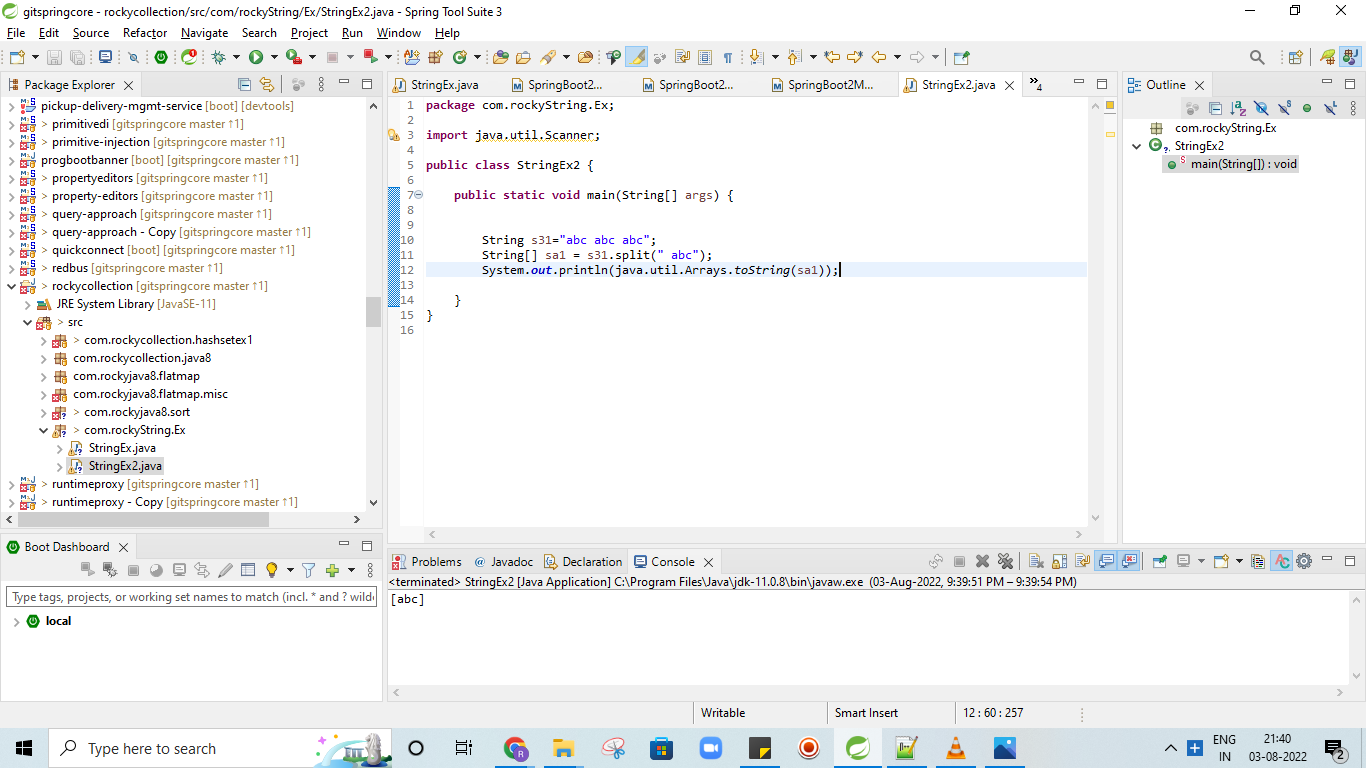 gitspringcore - rockycollection/src/com/rockyString/Ex/StringEx2.java - Spring Tool Suite 3
File Edit Source Refactor Navigate Search Project Run Window Help
Package Explorer
pickup-delivery-mgmt-service [boot] [devtools]
> primitivedi [gitspringcore master ↑1]
> primitive-injection [gitspringcore master ↑1]
progbootbanner [boot] [gitspringcore master ↑1]
> propertyeditors [gitspringcore master ↑1]
> property-editors [gitspringcore master ↑1]
> query-approach [gitspringcore master ↑1]
> query-approach - Copy [gitspringcore master ↑1]
> quickconnect [boot] [gitspringcore master ↑1]
> redbus [gitspringcore master ↑1]
> rockycollection [gitspringcore master ↑1]
JRE System Library [JavaSE-11]
> src
> com.rockycollection.hashsetex1
com.rockycollection.java8
com.rockyjava8.flatmap
com.rockyjava8.flatmap.misc
> com.rockyjava8.sort
> com.rockyString.Ex
StringEx.java
StringEx2.java
> runtimeproxy [gitspringcore master ↑1]
> runtimeproxy - Copy [gitspringcore master ↑1]
Boot Dashboard
Type tags, projects, or working set names to match (incl. * and ? wilde
local
StringEx.java SpringBoot2... SpringBoot2... SpringBoot2M... StringEx2.java »4
1 package com.rockyString.Ex;
2
3 import java.util.Scanner;
4
5 public class StringEx2 {
6
7 public static void main(String[] args) {
8
9
10 String s31="abc abc abc";
11 String[] sa1 = s31.split(" abc");
12 System.out.println(java.util.Arrays.toString(sa1));
13
14 }
15 }
16
Outline
com.rockyString.Ex
StringEx2
main(String[]) : void
Problems @ Javadoc Declaration Console
<terminated> StringEx2 [Java Application] C:\Program Files\Java\jdk-11.0.8\bin\javaw.exe (03-Aug-2022, 9:39:51 PM – 9:39:54 PM)
[abc]
Writable Smart Insert 12 : 60 : 257
Type here to search
ENG
IN
21:40
03-08-2022
2